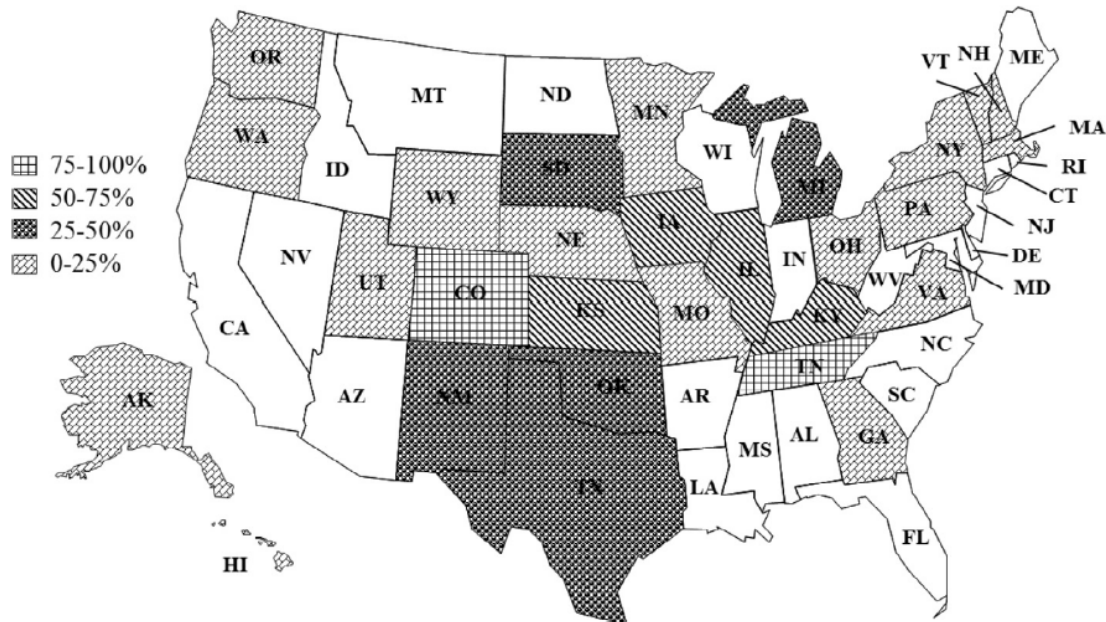 ME
NH
VT
OR
MT
ND
MN
MA
WA
NY
WI
ID
SD
MI
RI
75-100%
CT
WY
50-75%
IA
PA
NJ
25-50%
NE
OH
DE
0-25%
NV
UT
IL
IN
WV
MD
CO
VA
KS
MO
KY
CA
NC
TN
AK
AZ
NM
OK
AR
SC
MS
AL
GA
LA
TN
FL
HI